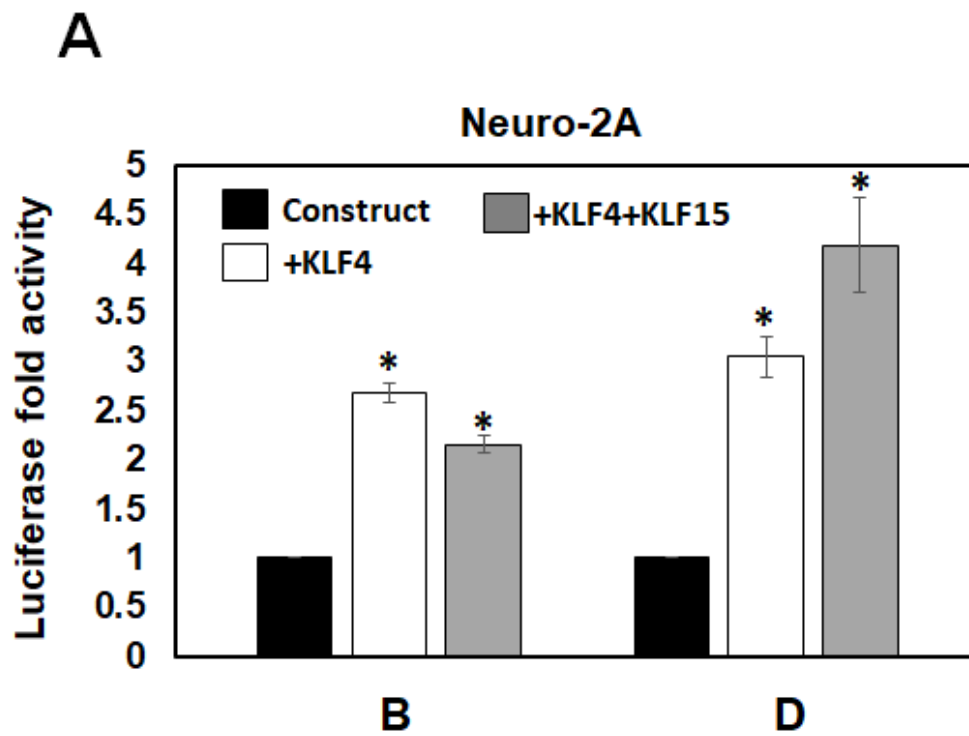 A
Neuro-2A
Luciferase fold activity
5
4.5
4
3.5
3
2.5
2
1.5
1
0.5
0
Construct
+KLF4
+KLF4+KLF15
*
*
*
*
B
D